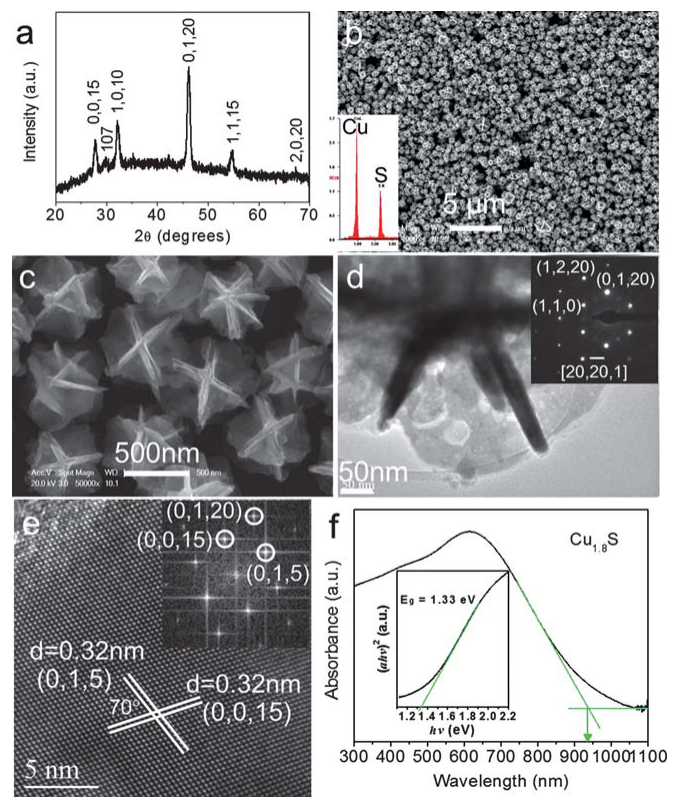 a
Intensity (a.u.)
0,0,15
107
1,0,10
0,1,20
1,1,15
2,0,20
20 30 40 50 60 70
2θ (degrees)
b
Cu
S
5 μm
c
500nm
Acc.V Spot Magn WD
20.0 kV 3.0 50000x 10.1
500 nm
d
(1,2,20)
(0,1,20)
(1,1,0)
[20,20,1]
50nm
50 nm
e
(0,1,20)
(0,0,15)
(0,1,5)
d=0.32nm
(0,1,5)
d=0.32nm
(0,0,15)
70°
5 nm
f
Cu1.8S
Absorbance (a.u.)
Eg = 1.33 eV
(ahν)2 (a.u.)
1.2 1.4 1.6 1.8 2.0 2.2
hν (eV)
300 400 500 600 700 800 900 1000 1100
Wavelength (nm)